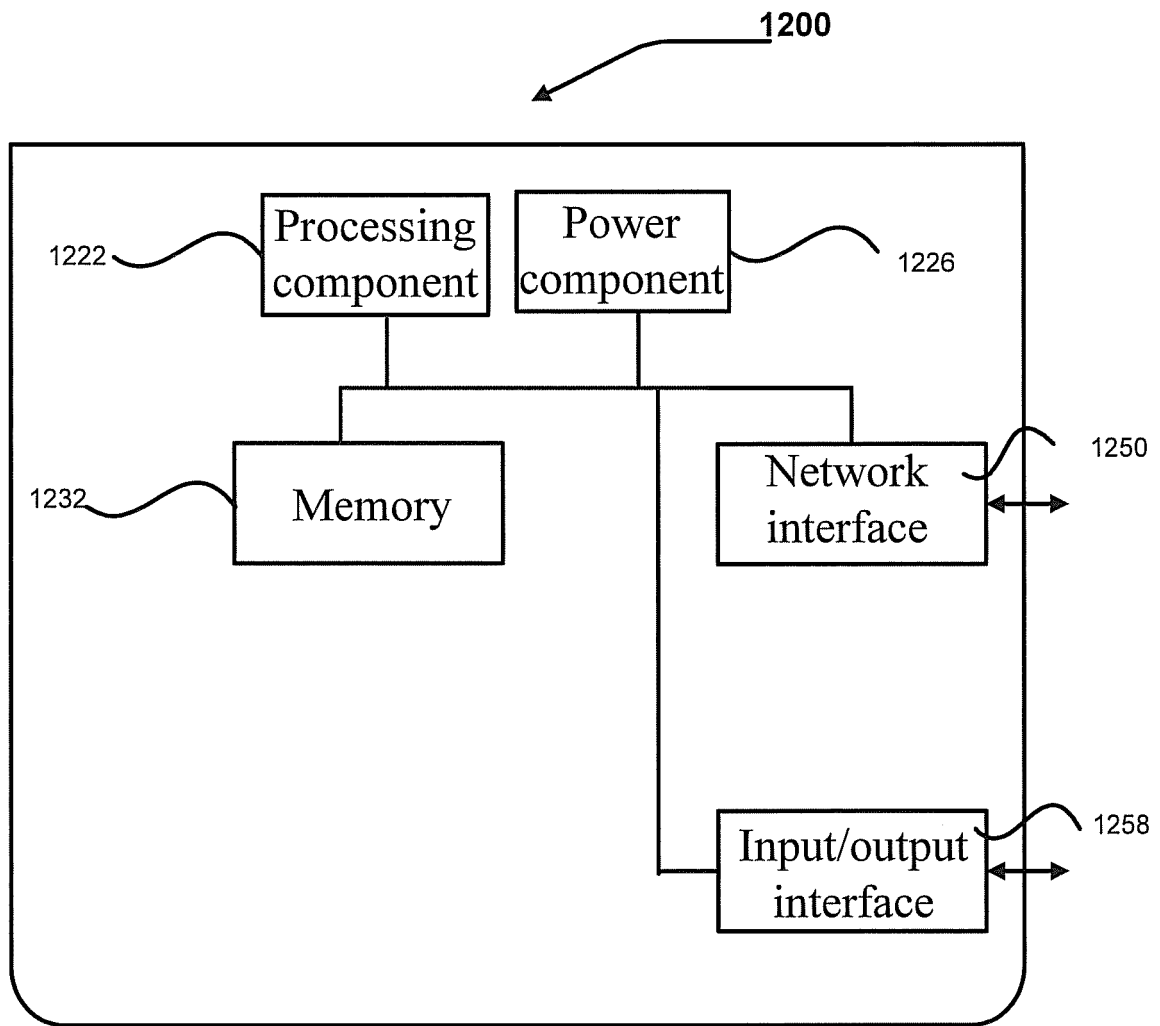 1200
Processing
component
Power
component
1222
1226
Memory
1232
Network
interface
1250
Input/output
interface
1258